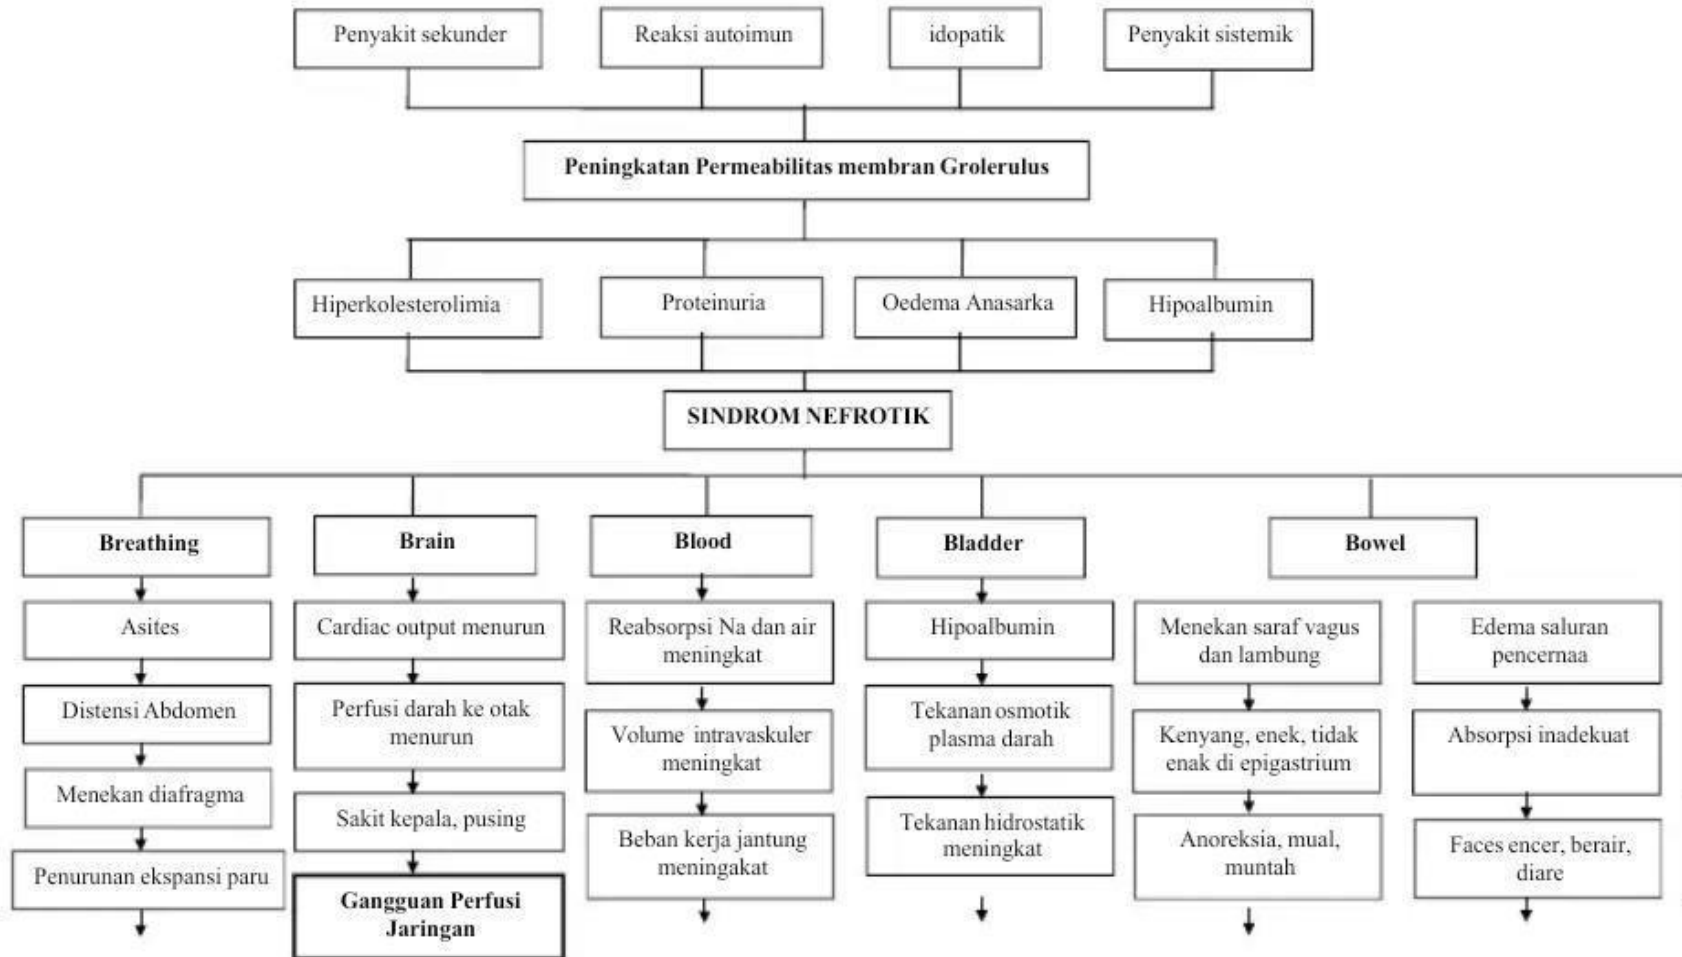 Penyakit sekunder
Reaksi autoimun
idopatik
Penyakit sistemik
Peningkatan Permeabilitas membran Grolerulus
Hiperkolesterolimia
Proteinuria
Oedema Anasarka
Hipoalbumin
SINDROM NEFROTIK
Breathing
Brain
Blood
Bladder
Bowel
Asites
Distensi Abdomen
Menekan diafragma
Penurunan ekspansi paru
Cardiac output menurun
Perfusi darah ke otak
menurun
Sakit kepala, pusing
Gangguan Perfusi
Jaringan
Reabsorpsi Na dan air
meningkat
Volume intravaskuler
meningkat
Beban kerja jantung
meningakat
Hipoalbumin
Tekanan osmotik
plasma darah
Tekanan hidrostatik
meningkat
Menekan saraf vagus
dan lambung
Kenyang, enek, tidak
enak di epigastrium
Anoreksia, mual,
muntah
Edema saluran
pencernaa
Absorpsi inadekuat
Faces encer, berair,
diare